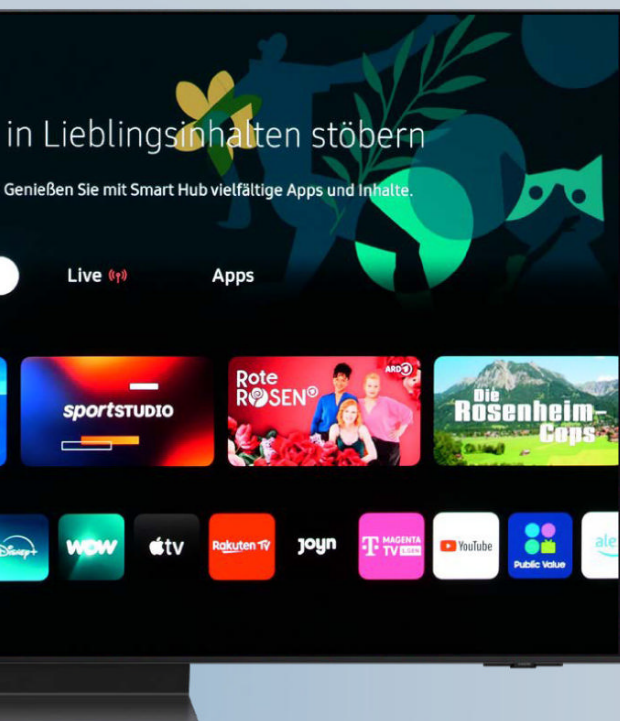 in Lieblingsinhalten stöbern
Genießen Sie mit Smart Hub vielfältige Apps und Inhalte.
Live
Apps
sportSTUDIO
Rote
ROSEN
ARD
Die
Rosenheim-
Cops
Disney+
WOW
tv
Rakuten TV
Joyn
T MAGENTA
TV
YouTube
Public Value
ale